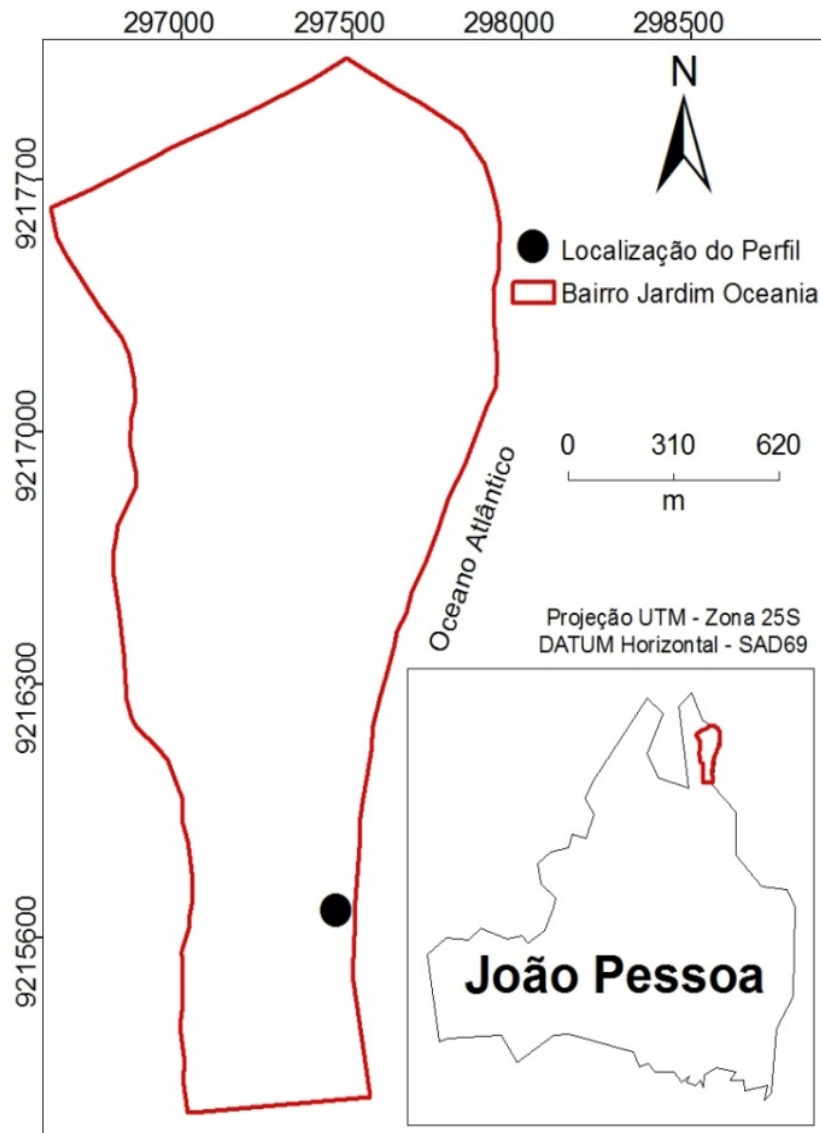 297000 297500 298000 298500
N
9217700
Localização do Perfil
Bairro Jardim Oceania
9217000
0 310 620
m
Oceano Atlântico
Projeção UTM - Zona 25S
DATUM Horizontal - SAD69
9216300
9215600
João Pessoa